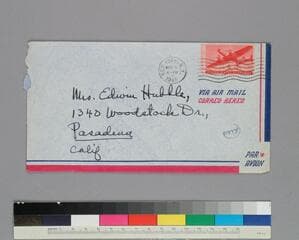 VIA AIR MAIL
CORREO AEREO
Mrs. Edwin Hubble,
1340 Woodstock Dr.,
Pasadena
Calif.
PAR
AVION